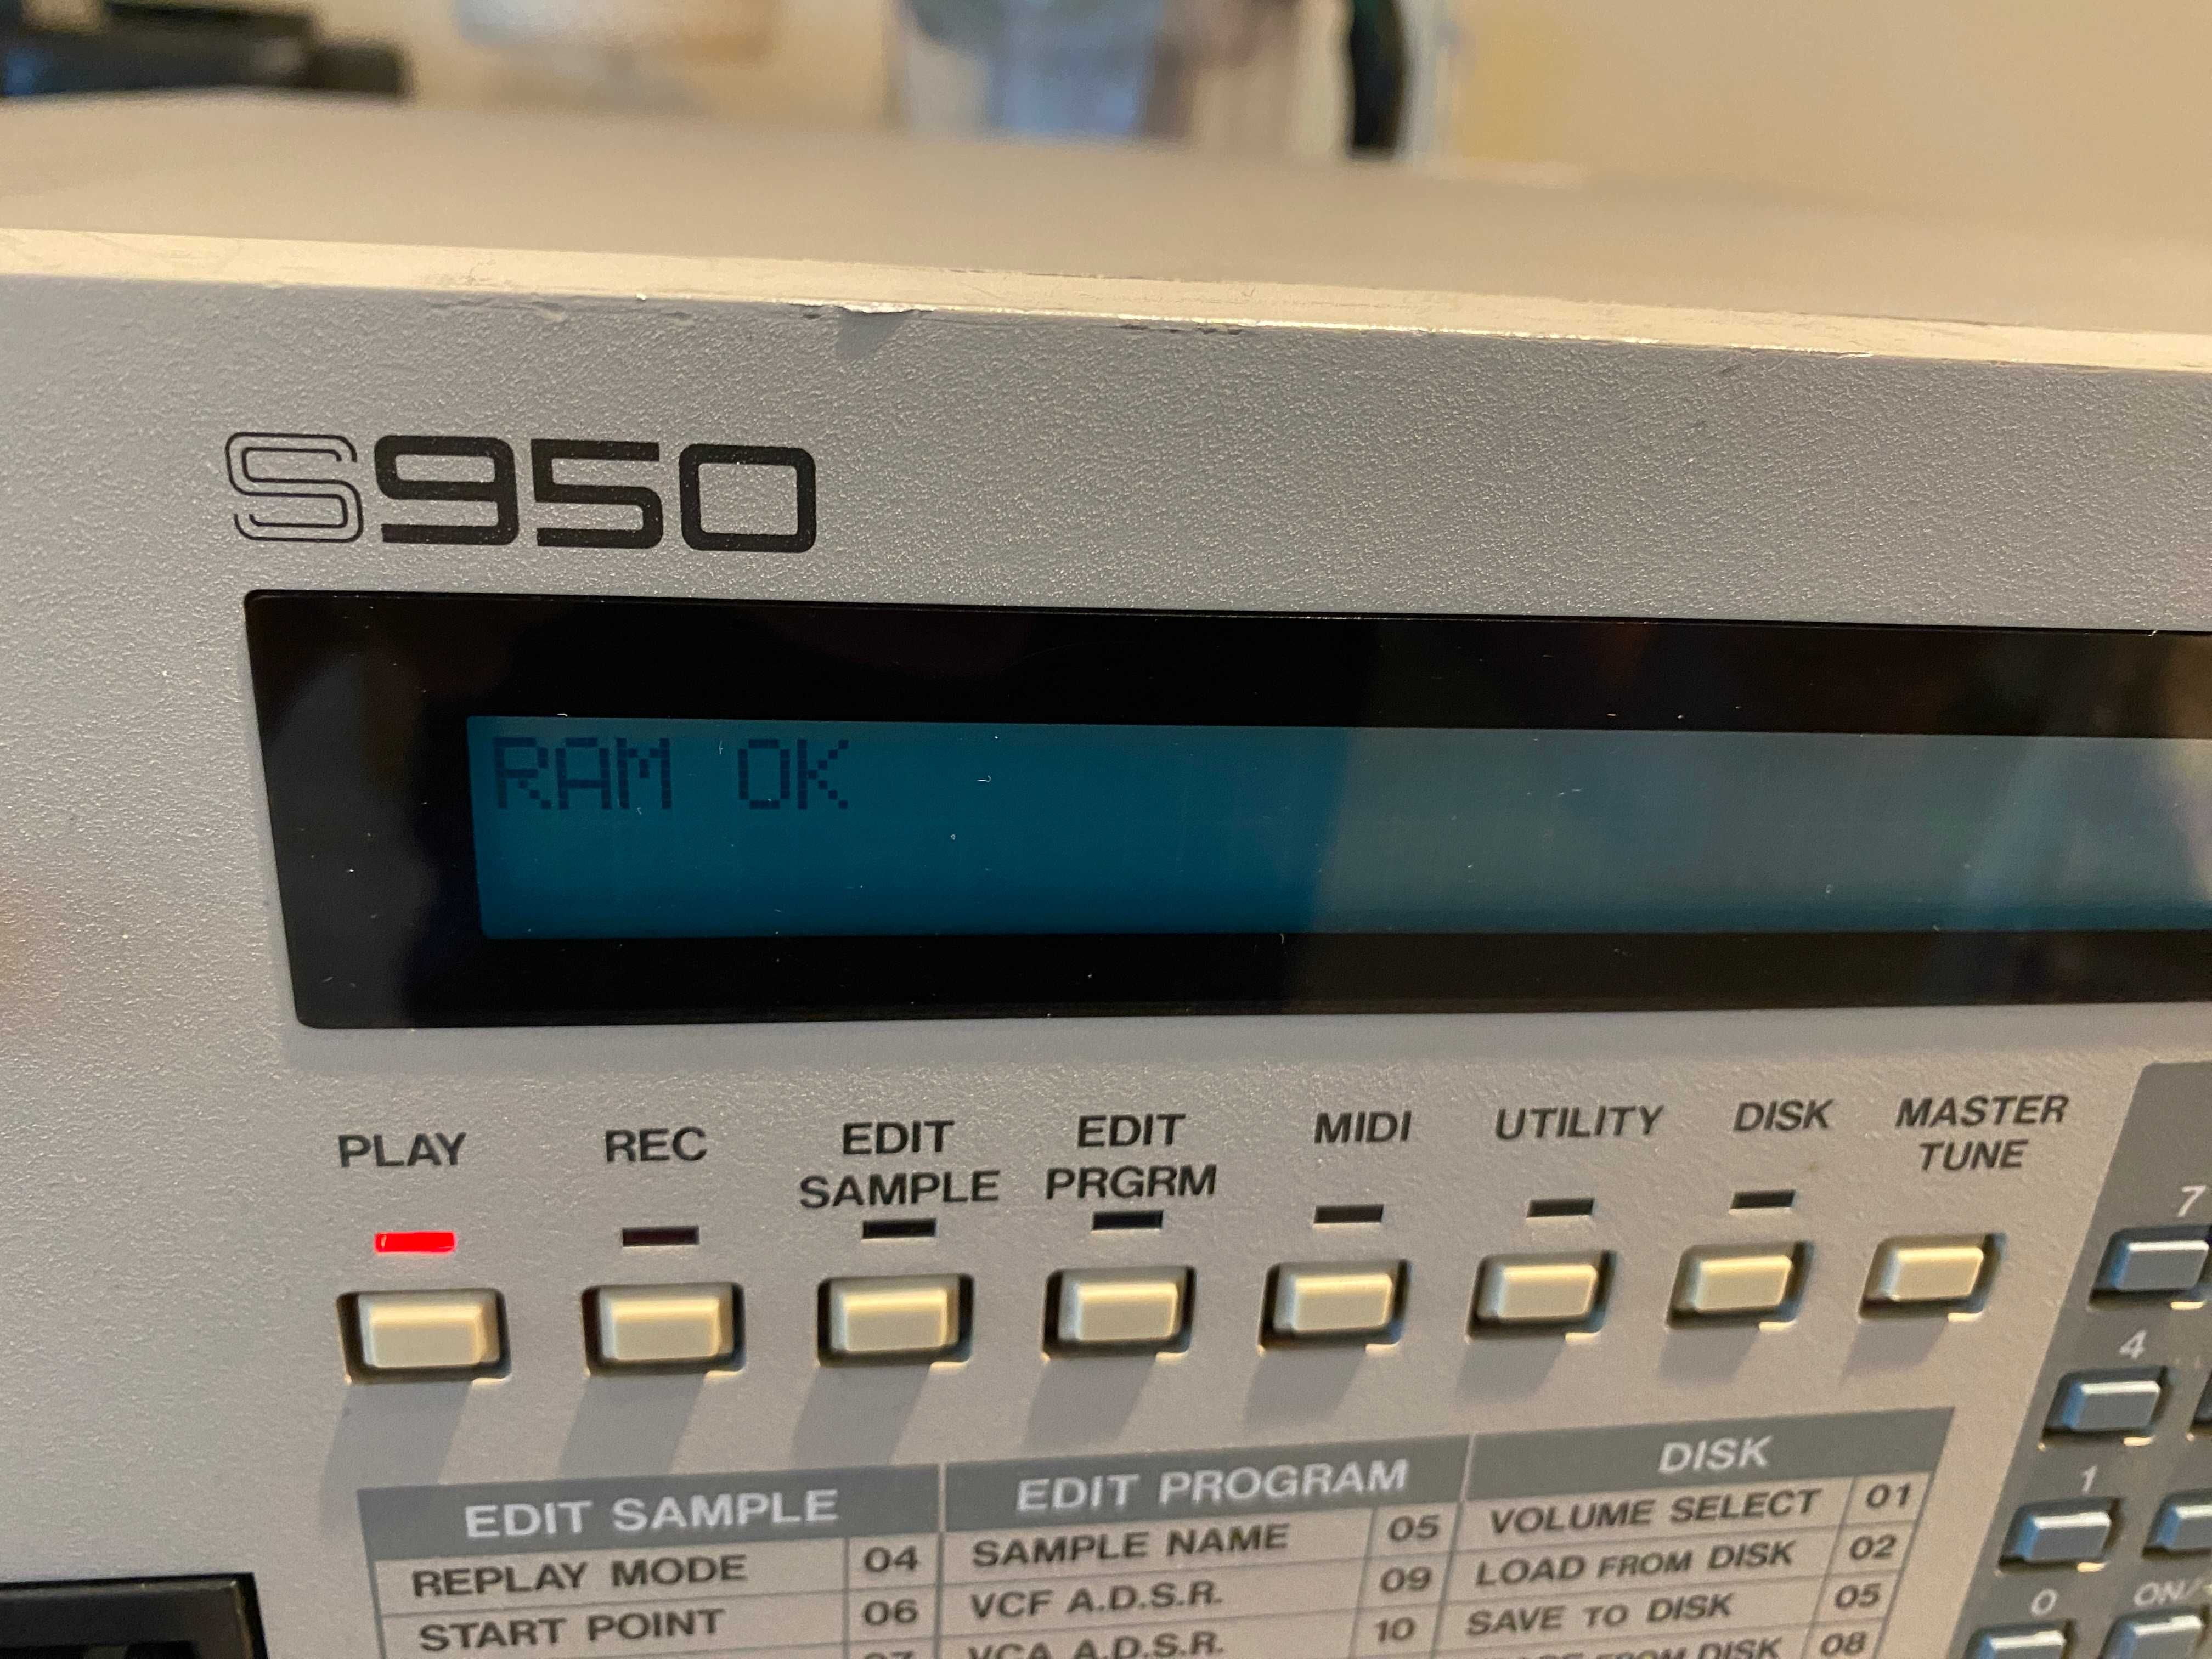 S950
RAM OK
PLAY
REC
EDIT
SAMPLE
EDIT
PRGRM
MIDI
UTILITY
DISK
MASTER
TUNE
7
4
1
0
EDIT SAMPLE
REPLAY MODE 04
START POINT 06
EDIT PROGRAM
SAMPLE NAME 05
VCF A.D.S.R. 09
VCA A.D.S.R. 10
DISK
VOLUME SELECT 01
LOAD FROM DISK 02
SAVE TO DISK 05
DISK 08